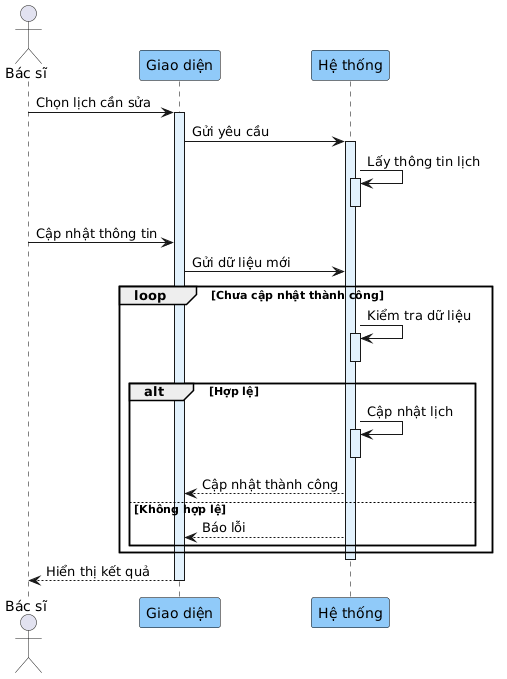 Bác sĩ
Giao diện
Hệ thống
Chọn lịch cần sửa
Gửi yêu cầu
Lấy thông tin lịch
Cập nhật thông tin
Gửi dữ liệu mới
loop [Chưa cập nhật thành công]
Kiểm tra dữ liệu
alt [Hợp lệ]
Cập nhật lịch
Cập nhật thành công
[Không hợp lệ]
Báo lỗi
Hiển thị kết quả
Bác sĩ
Giao diện
Hệ thống